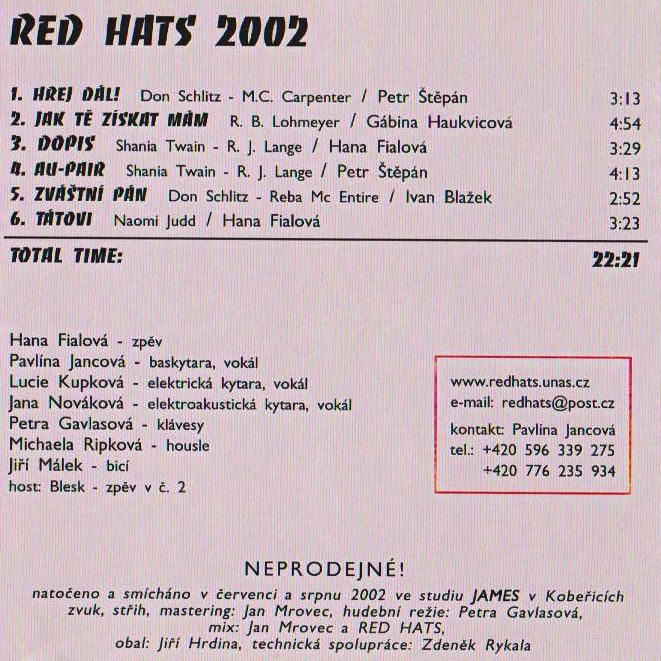 RED HATS 2002
1. HREJ DÁL! Don Schlitz - M.C. Carpenter / Petr Štěpán 3:13
2. JAK TĚ ZÍSKAT MÁM R. B. Lohmeyer / Gábina Haukvicová 4:54
3. DOPIS Shania Twain - R. J. Lange / Hana Fialová 3:29
4. AU-PAIR Shania Twain - R. J. Lange / Petr Štěpán 4:13
5. ZVÁŠTNÍ PÁN Don Schlitz - Reba Mc Entire / Ivan Blažek 2:52
6. TÁTOVI Naomi Judd / Hana Fialová 3:23
TOTAL TIME: 22:21
Hana Fialová - zpěv
Pavlína Jancová - baskytara, vokál
Lucie Kupková - elektrická kytara, vokál
Jana Nováková - elektroakustická kytara, vokál
Petra Gavlasová - klávesy
Michaela Ripková - housle
Jiří Málek - bicí
host: Blesk - zpěv v č. 2
www.redhats.unas.cz
e-mail: redhats@post.cz
kontakt: Pavlína Jancová
tel.: +420 596 339 275
+420 776 235 934
NEPRODEJNÉ!
natočeno a smícháno v červenci a srpnu 2002 ve studiu JAMES v Kobeřicích
zvuk, střih, mastering: Jan Mrovec, hudební režie: Petra Gavlasová,
mix: Jan Mrovec a RED HATS,
obal: Jiří Hrdina, technická spolupráce: Zdeněk Rykala